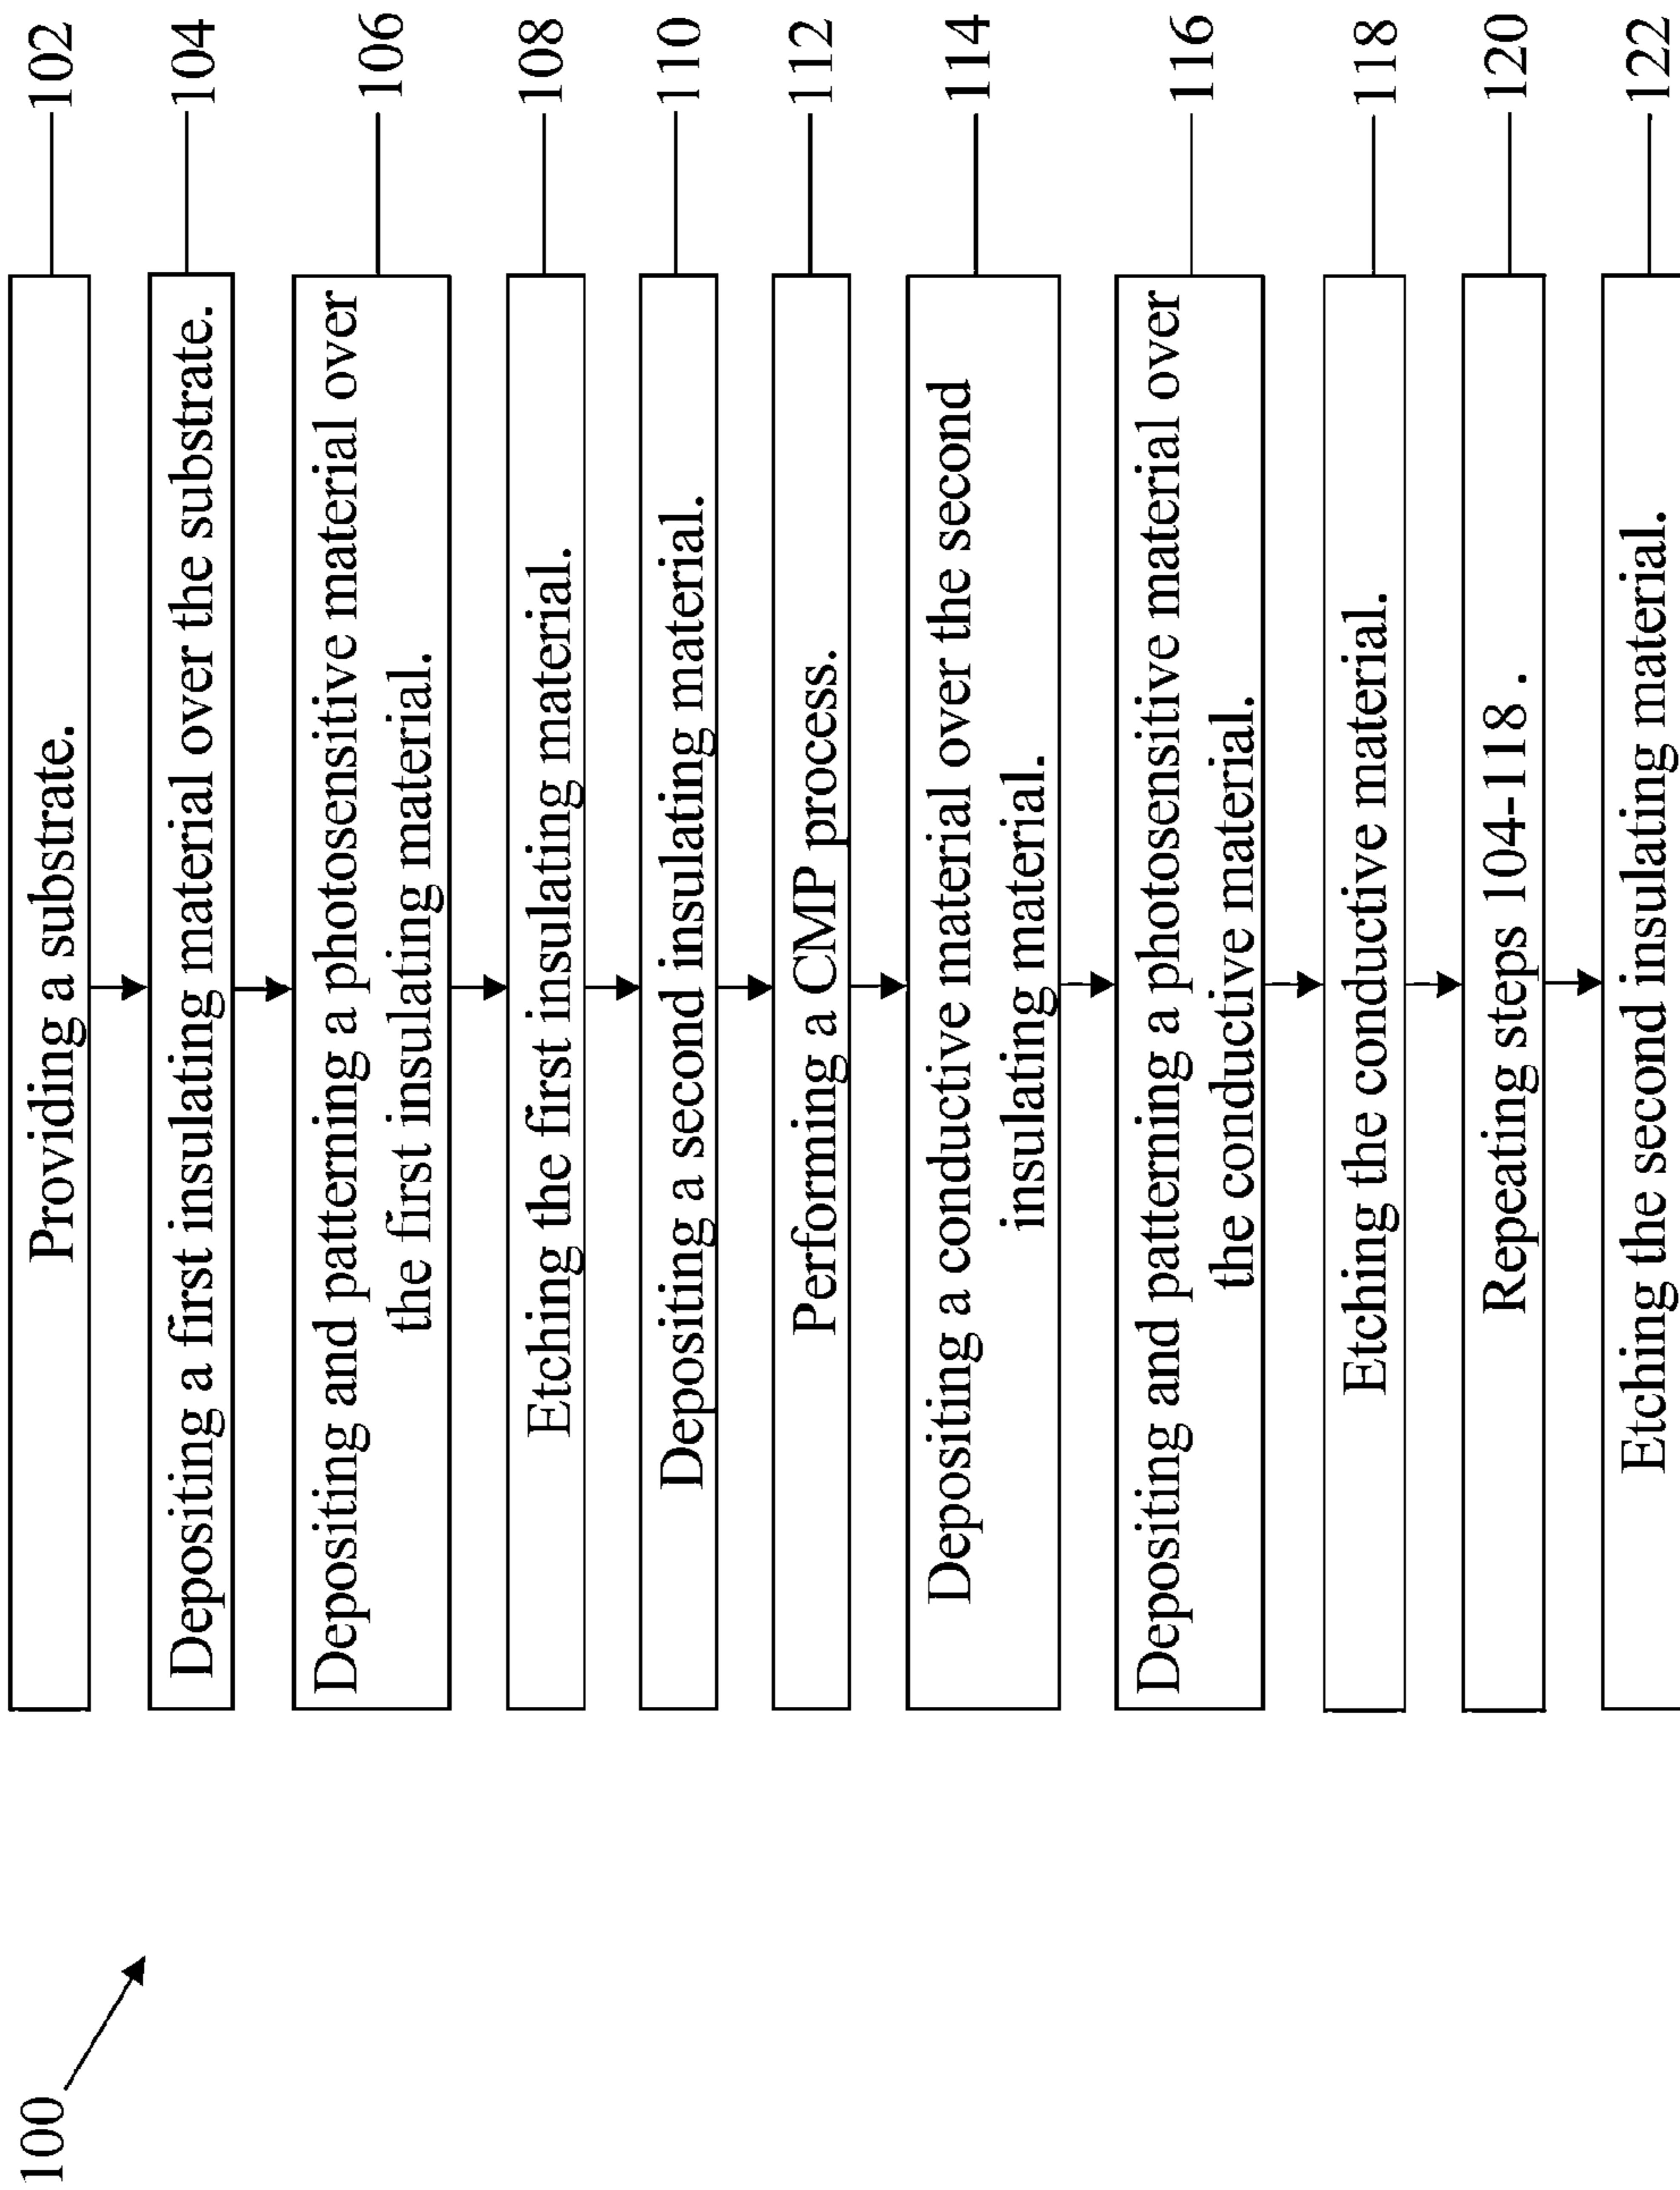 100
Providing a substrate.
102
Depositing a first insulating material over the substrate.
104
Depositing and patterning a photosensitive material over
the first insulating material.
106
Etching the first insulating material.
108
Depositing a second insulating material.
110
Performing a CMP process.
112
Depositing a conductive material over the second
insulating material.
114
Depositing and patterning a photosensitive material over
the conductive material.
116
Etching the conductive material.
118
Repeating steps 104-118 .
120
Etching the second insulating material.
122